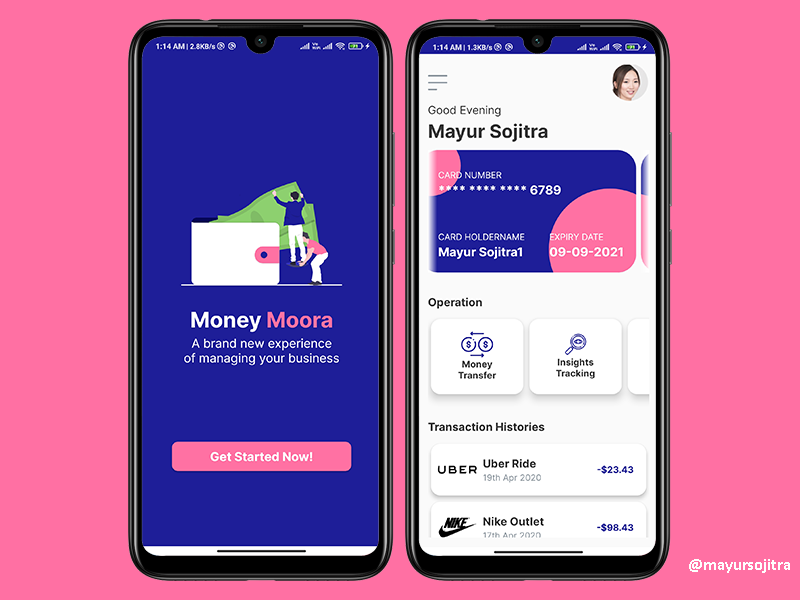 1:14 AM | 2.8KB/s
Money Moora
A brand new experience
of managing your business
Get Started Now!
1:14 AM | 1.3KB/s
Good Evening
Mayur Sojitra
CARD NUMBER
**** **** **** 6789
CARD HOLDERNAME
EXPIRY DATE
Mayur Sojitra1
09-09-2021
Operation
Money
Transfer
Insights
Tracking
Transaction Histories
UBER
Uber Ride
19th Apr 2020
-$23.43
NIKE
Nike Outlet
17th Apr 2020
-$98.43
@mayursojitra